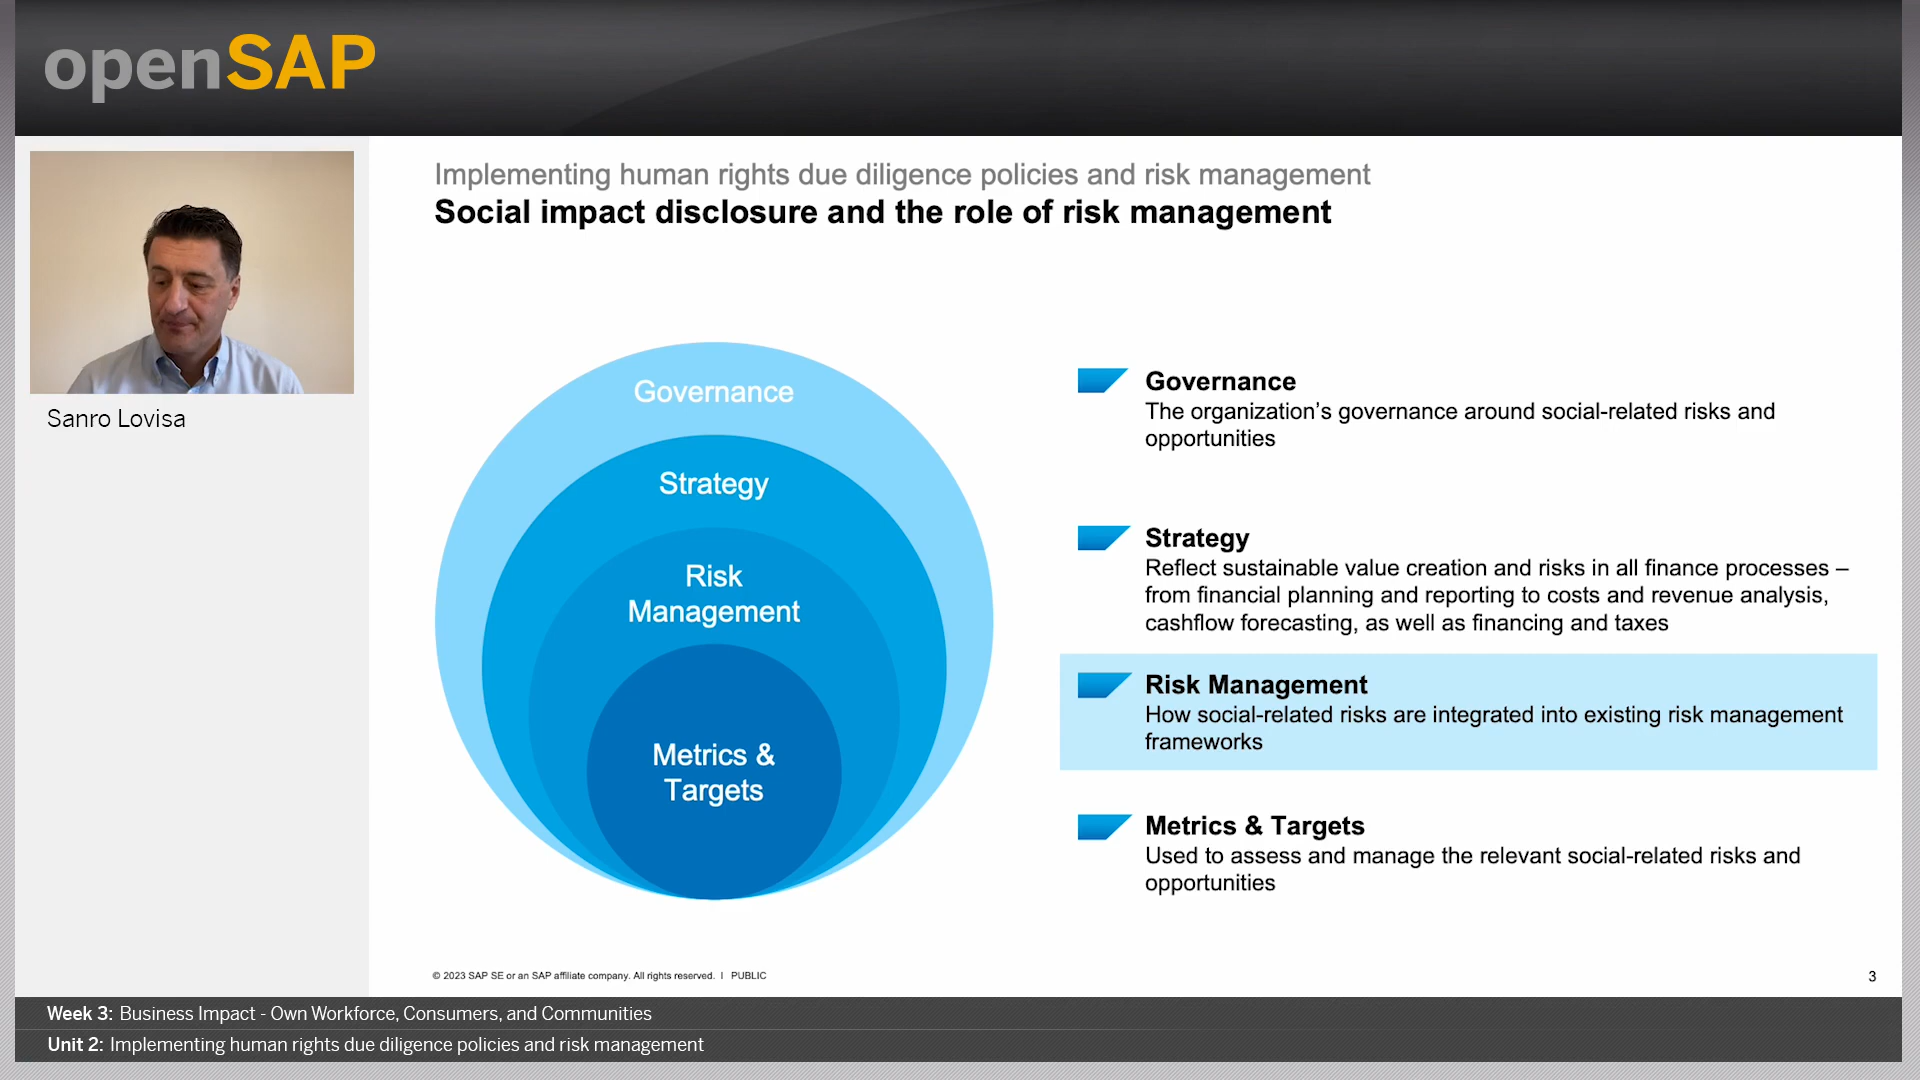 openSAP
Sanro Lovisa
Implementing human rights due diligence policies and risk management
Social impact disclosure and the role of risk management
Governance
Strategy
Risk
Management
Metrics &
Targets
Governance
The organization’s governance around social-related risks and
opportunities
Strategy
Reflect sustainable value creation and risks in all finance processes –
from financial planning and reporting to costs and revenue analysis,
cashflow forecasting, as well as financing and taxes
Risk Management
How social-related risks are integrated into existing risk management
frameworks
Metrics & Targets
Used to assess and manage the relevant social-related risks and
opportunities
© 2023 SAP SE or an SAP affiliate company. All rights reserved. I PUBLIC
3
Week 3: Business Impact - Own Workforce, Consumers, and Communities
Unit 2: Implementing human rights due diligence policies and risk management